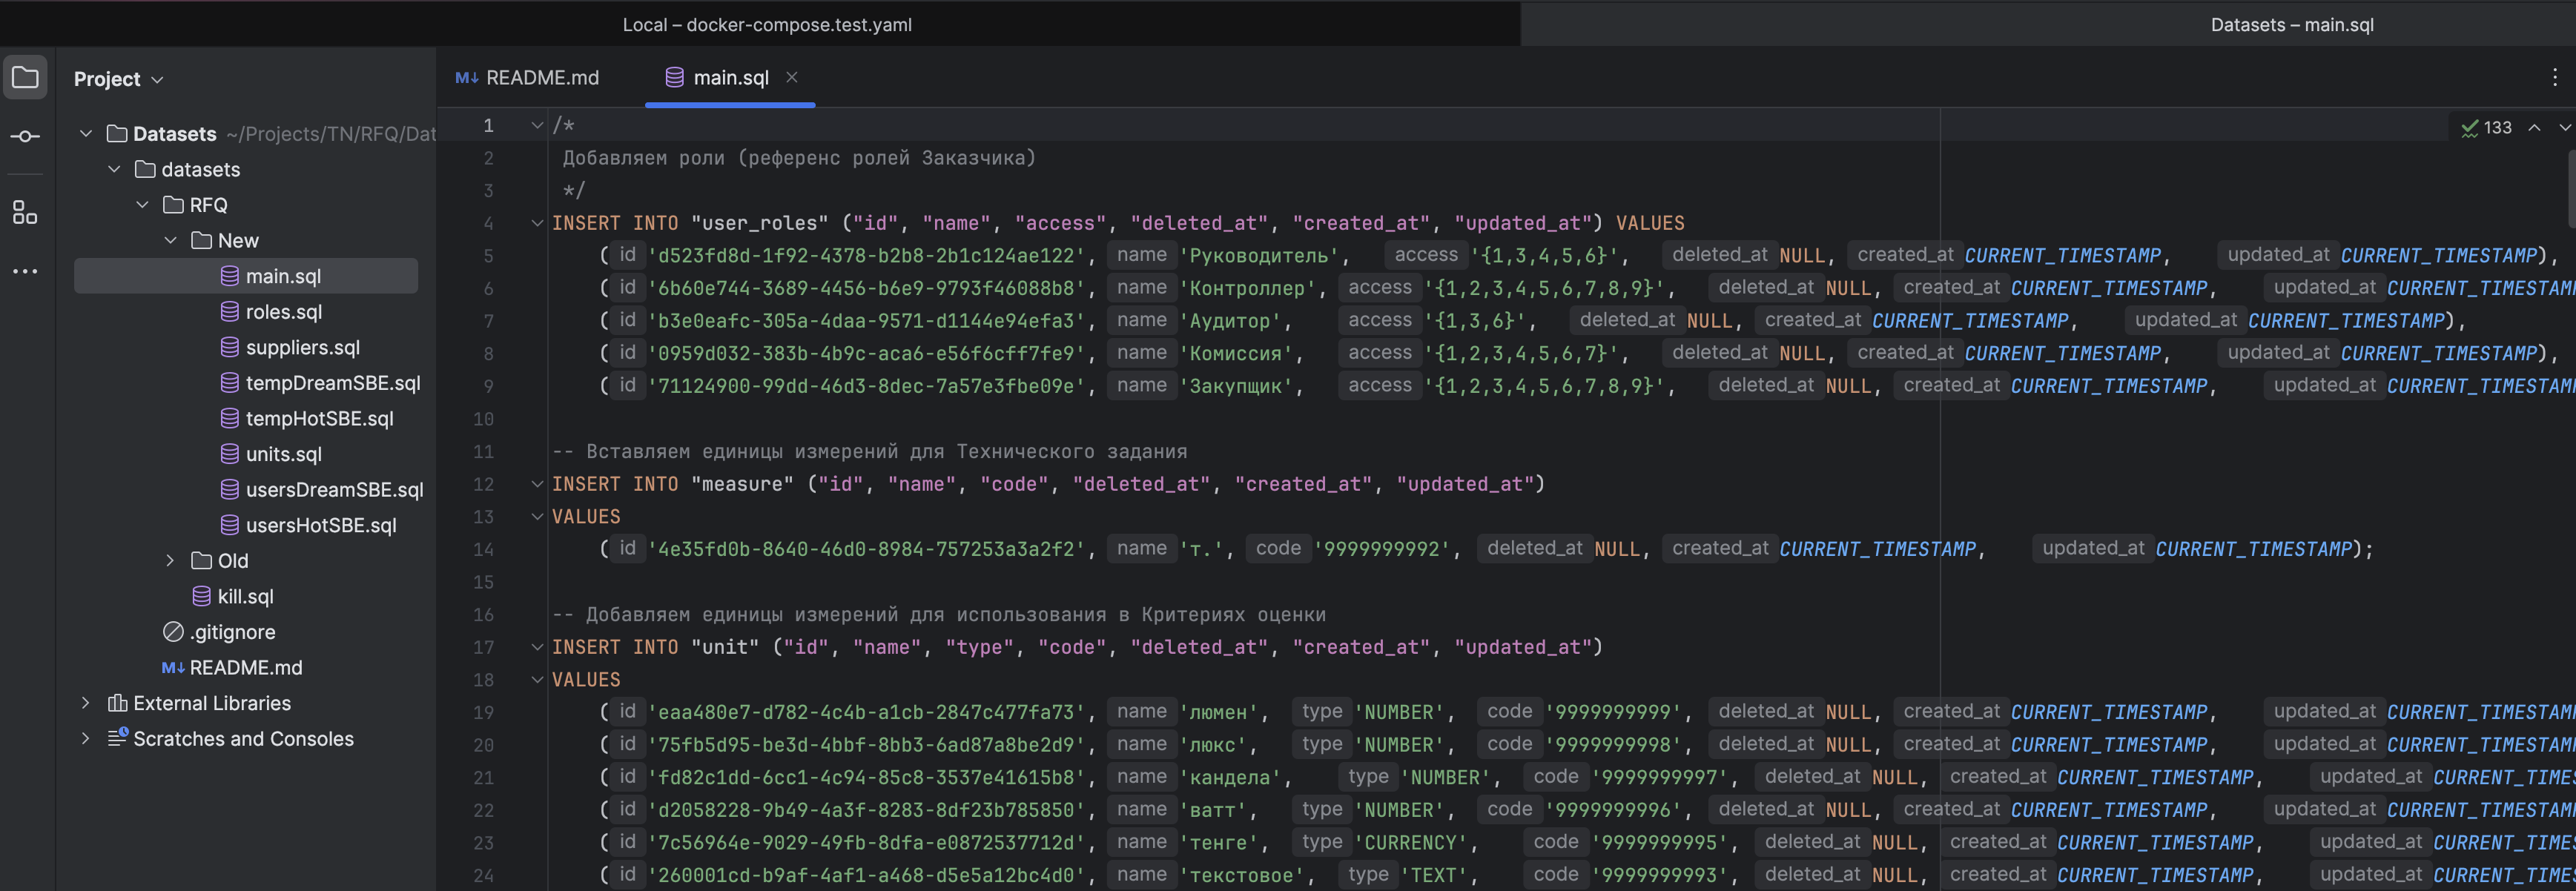 Local – docker-compose.test.yaml
Datasets – main.sql
Project
README.md
main.sql
Datasets ~/Projects/TN/RFQ/Dat
datasets
RFQ
New
main.sql
roles.sql
suppliers.sql
tempDreamSBE.sql
tempHotSBE.sql
units.sql
usersDreamSBE.sql
usersHotSBE.sql
Old
kill.sql
.gitignore
README.md
External Libraries
Scratches and Consoles
133
1 /*
2 Добавляем роли (референс ролей Заказчика)
3 */
4 INSERT INTO "user_roles" ("id", "name", "access", "deleted_at", "created_at", "updated_at") VALUES
5 ( id 'd523fd8d-1f92-4378-b2b8-2b1c124ae122', name 'Руководитель', access '{1,3,4,5,6}', deleted_at NULL, created_at CURRENT_TIMESTAMP, updated_at CURRENT_TIMESTAMP),
6 ( id '6b60e744-3689-4456-b6e9-9793f46088b8', name 'Контроллер', access '{1,2,3,4,5,6,7,8,9}', deleted_at NULL, created_at CURRENT_TIMESTAMP, updated_at CURRENT_TIMESTAM
7 ( id 'b3e0eafc-305a-4daa-9571-d1144e94efa3', name 'Аудитор', access '{1,3,6}', deleted_at NULL, created_at CURRENT_TIMESTAMP, updated_at CURRENT_TIMESTAMP),
8 ( id '0959d032-383b-4b9c-aca6-e56f6cff7fe9', name 'Комиссия', access '{1,2,3,4,5,6,7}', deleted_at NULL, created_at CURRENT_TIMESTAMP, updated_at CURRENT_TIMESTAMP),
9 ( id '71124900-99dd-46d3-8dec-7a57e3fbe09e', name 'Закупщик', access '{1,2,3,4,5,6,7,8,9}', deleted_at NULL, created_at CURRENT_TIMESTAMP, updated_at CURRENT_TIMESTAM
10
11 -- Вставляем единицы измерений для Технического задания
12 INSERT INTO "measure" ("id", "name", "code", "deleted_at", "created_at", "updated_at")
13 VALUES
14 ( id '4e35fd0b-8640-46d0-8984-757253a3a2f2', name 'т.', code '9999999992', deleted_at NULL, created_at CURRENT_TIMESTAMP, updated_at CURRENT_TIMESTAMP);
15
16 -- Добавляем единицы измерений для использования в Критериях оценки
17 INSERT INTO "unit" ("id", "name", "type", "code", "deleted_at", "created_at", "updated_at")
18 VALUES
19 ( id 'eaa480e7-d782-4c4b-a1cb-2847c477fa73', name 'люмен', type 'NUMBER', code '9999999999', deleted_at NULL, created_at CURRENT_TIMESTAMP, updated_at CURRENT_TIMESTAM
20 ( id '75fb5d95-be3d-4bbf-8bb3-6ad87a8be2d9', name 'люкс', type 'NUMBER', code '9999999998', deleted_at NULL, created_at CURRENT_TIMESTAMP, updated_at CURRENT_TIMESTAM
21 ( id 'fd82c1dd-6cc1-4c94-85c8-3537e41615b8', name 'кандела', type 'NUMBER', code '9999999997', deleted_at NULL, created_at CURRENT_TIMESTAMP, updated_at CURRENT_TIMES
22 ( id 'd2058228-9b49-4a3f-8283-8df23b785850', name 'ватт', type 'NUMBER', code '9999999996', deleted_at NULL, created_at CURRENT_TIMESTAMP, updated_at CURRENT_TIMESTAM
23 ( id '7c56964e-9029-49fb-8dfa-e0872537712d', name 'тенге', type 'CURRENCY', code '9999999995', deleted_at NULL, created_at CURRENT_TIMESTAMP, updated_at CURRENT_TIMES
24 ( id '260001cd-b9af-4af1-a468-d5e5a12bc4d0', name 'текстовое', type 'TEXT', code '9999999993', deleted_at NULL, created_at CURRENT_TIMESTAMP, updated_at CURRENT_TIMES